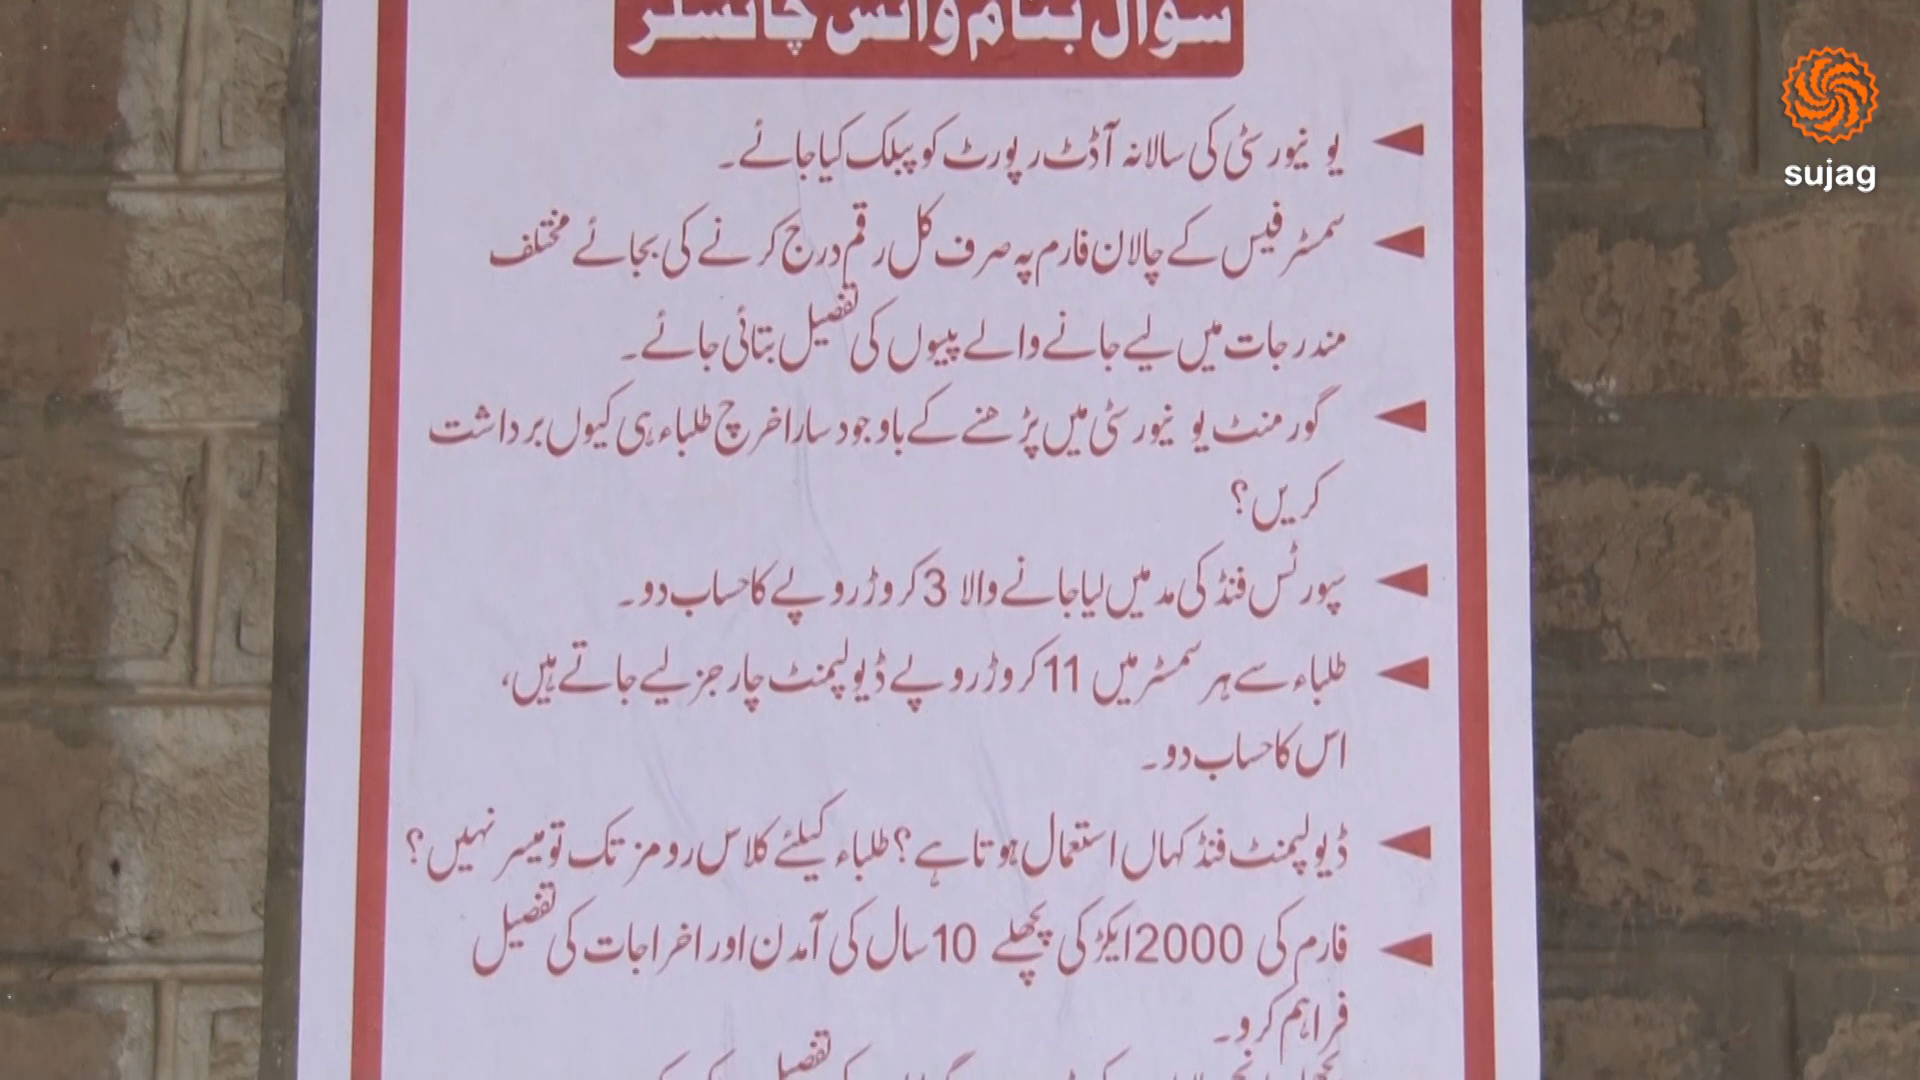 سوال بنام وائس چانسلر
sujag
یونیورسٹی کی سالانہ آڈٹ رپورٹ کو پبلک کیا جائے۔
سمسٹر فیس کے چالان فارم پہ صرف کل رقم درج کرنے کی بجائے مختلف
مندرجات میں لیے جانے والے پیسوں کی تفصیل بتائی جائے۔
گورمنٹ یونیورسٹی میں پڑھنے کے باوجود سارا خرچ طلباء ہی کیوں برداشت
کریں؟
سپورٹس فنڈ کی مد میں لیا جانے والا 3 کروڑ روپے کا حساب دو۔
طلباء سے ہر سمسٹر میں 11 کروڑ روپے ڈیولپمنٹ چارجز لیے جاتے ہیں،
اس کا حساب دو۔
ڈیولپمنٹ فنڈ کہاں استعمال ہوتا ہے؟ طلباء کیلئے کلاس رومز تک تو میسر نہیں؟
فارم کی 2000 ایکڑ کی پچھلے 10 سال کی آمدن اور اخراجات کی تفصیل
فراہم کرو۔